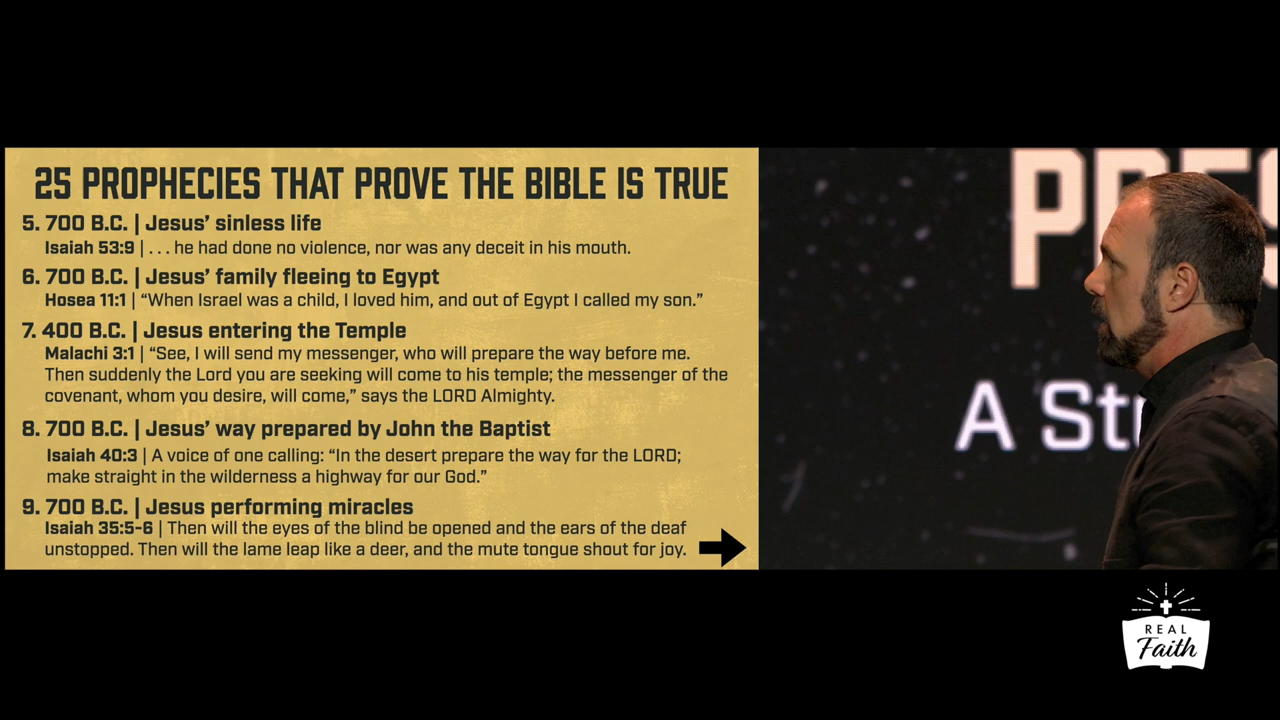 25 PROPHECIES THAT PROVE THE BIBLE IS TRUE
5. 700 B.C. | Jesus’ sinless life
Isaiah 53:9 | . . . he had done no violence, nor was any deceit in his mouth.
6. 700 B.C. | Jesus’ family fleeing to Egypt
Hosea 11:1 | “When Israel was a child, I loved him, and out of Egypt I called my son.”
7. 400 B.C. | Jesus entering the Temple
Malachi 3:1 | “See, I will send my messenger, who will prepare the way before me.
Then suddenly the Lord you are seeking will come to his temple; the messenger of the
covenant, whom you desire, will come,” says the LORD Almighty.
8. 700 B.C. | Jesus’ way prepared by John the Baptist
Isaiah 40:3 | A voice of one calling: “In the desert prepare the way for the LORD;
make straight in the wilderness a highway for our God.”
9. 700 B.C. | Jesus performing miracles
Isaiah 35:5-6 | Then will the eyes of the blind be opened and the ears of the deaf
unstopped. Then will the lame leap like a deer, and the mute tongue shout for joy.
A
REAL
Faith